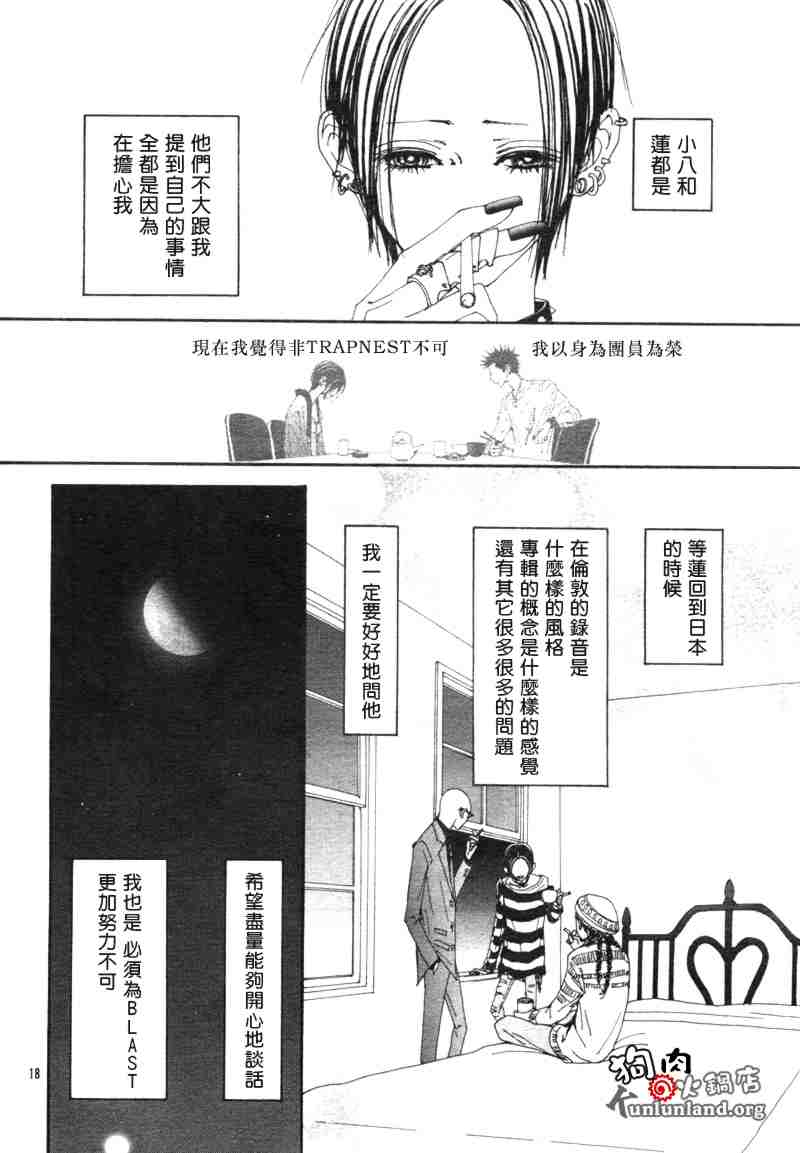 小八和
蓮都是
他們不大跟我
提到自己的事情
全都是因為
在擔心我
我以身為團員為榮
現在我覺得非TRAPNEST不可
等蓮回到日本
的時候
在倫敦的錄音是
什麼樣的風格
專輯的概念是什麼樣的感覺
還有其它很多很多的問題
我一定要好好地問他
希望盡量能夠開心地談話
我也是 必須為BLAST
更加努力不可
18
狗肉
火鍋店
Kunlunland.org